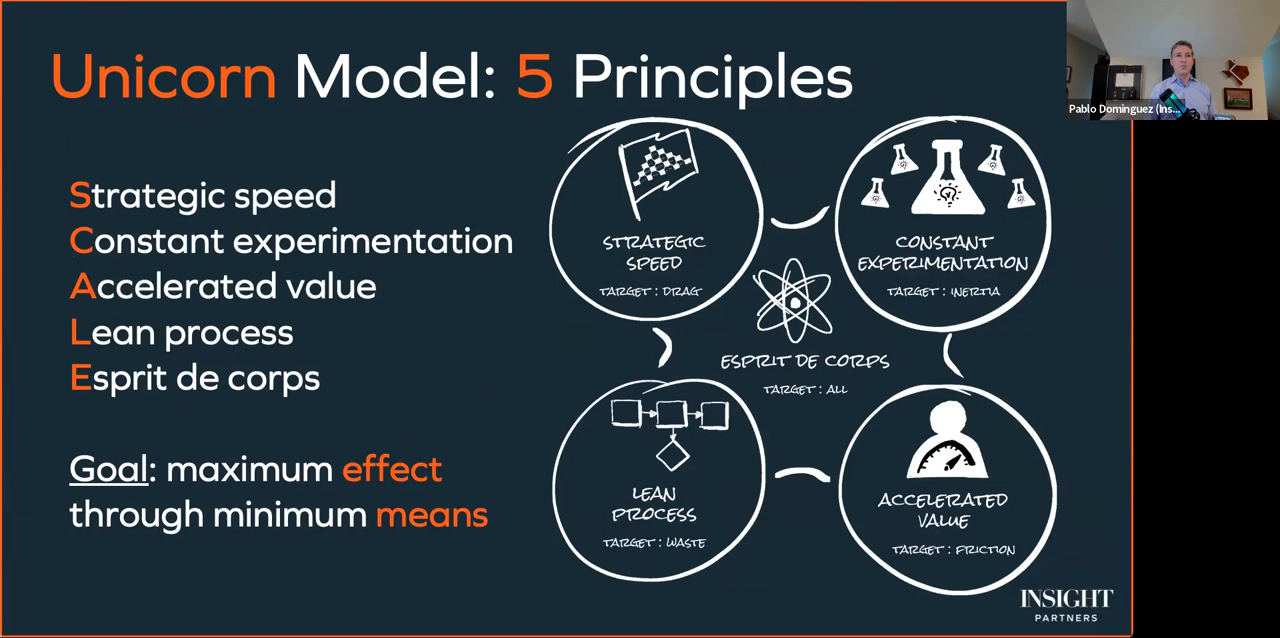 Unicorn Model: 5 Principles
Pablo Dominguez (Ins...
Strategic speed
Constant experimentation
Accelerated value
Lean process
Esprit de corps
Goal: maximum effect
through minimum means
STRATEGIC
SPEED
TARGET : DRAG
CONSTANT
EXPERIMENTATION
TARGET : INERTIA
ESPRIT DE CORPS
TARGET : ALL
LEAN
PROCESS
TARGET : WASTE
ACCELERATED
VALUE
TARGET : FRICTION
INSIGHT
PARTNERS